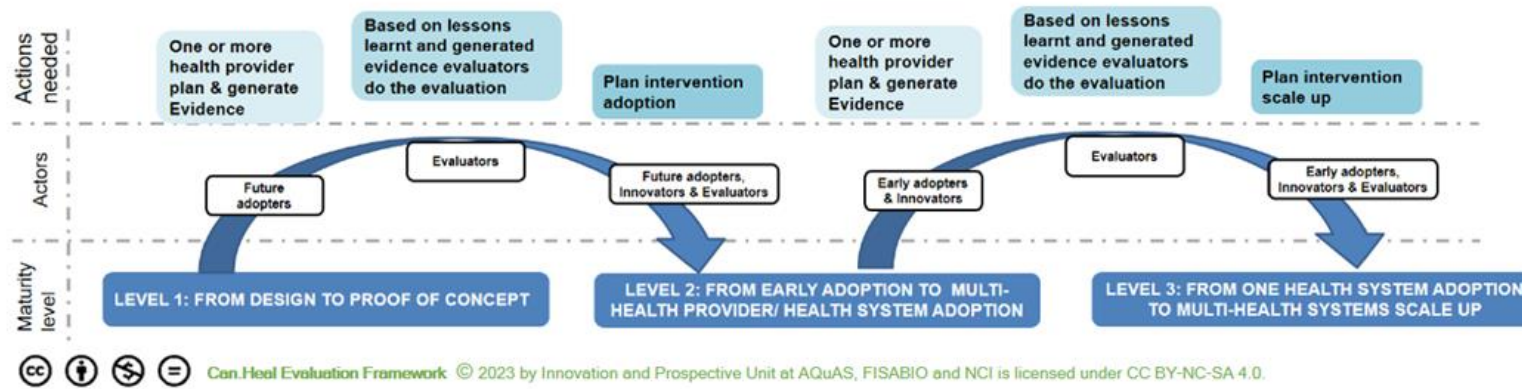 Actions
needed
One or more
health provider
plan & generate
Evidence
Based on lessons
learnt and generated
evidence evaluators
do the evaluation
Plan intervention
adoption
One or more
health provider
plan & generate
Evidence
Based on lessons
learnt and generated
evidence evaluators
do the evaluation
Plan intervention
scale up
Actors
Future
adopters
Evaluators
Future adopters,
Innovators & Evaluators
Early adopters
& Innovators
Evaluators
Early adopters,
Innovators & Evaluators
Maturity
level
LEVEL 1: FROM DESIGN TO PROOF OF CONCEPT
LEVEL 2: FROM EARLY ADOPTION TO MULTI-
HEALTH PROVIDER/ HEALTH SYSTEM ADOPTION
LEVEL 3: FROM ONE HEALTH SYSTEM ADOPTION
TO MULTI-HEALTH SYSTEMS SCALE UP
cc Can.Heal Evaluation Framework © 2023 by Innovation and Prospective Unit at AQuAS, FISABIO and NCI is licensed under CC BY-NC-SA 4.0.